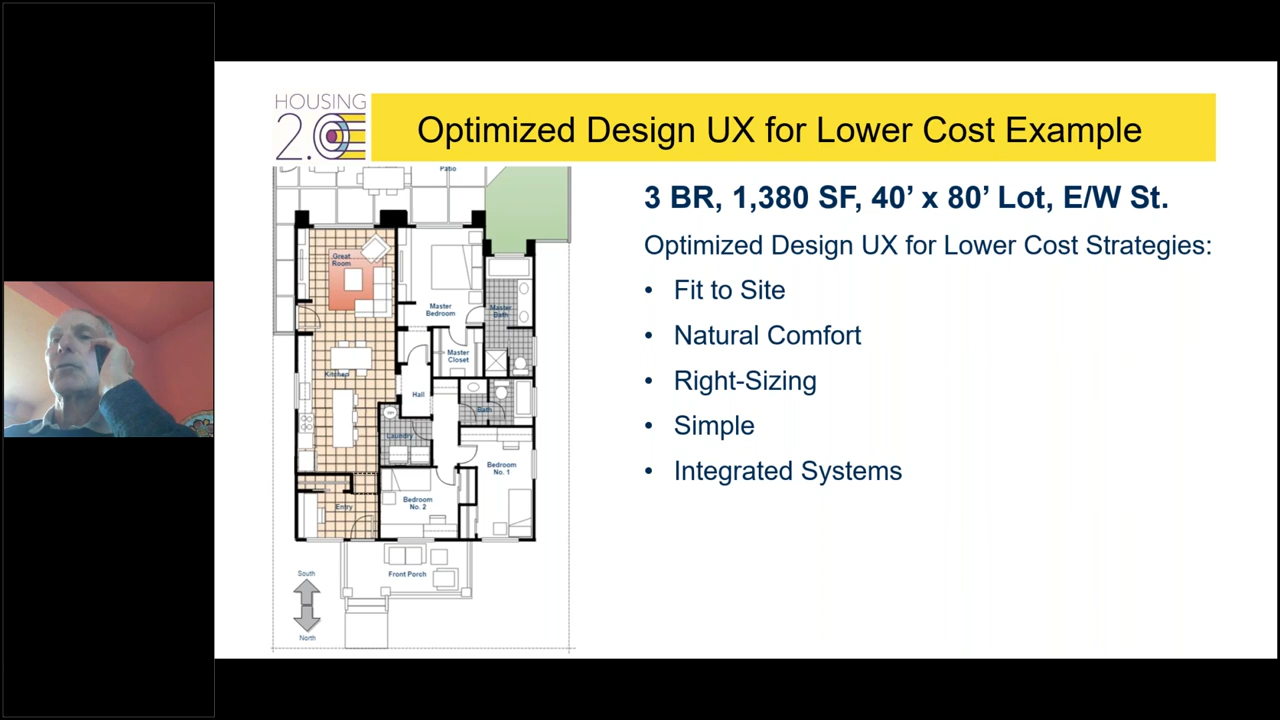 HOUSING
2.0
Optimized Design UX for Lower Cost Example
3 BR, 1,380 SF, 40’ x 80’ Lot, E/W St.
Optimized Design UX for Lower Cost Strategies:
• Fit to Site
• Natural Comfort
• Right-Sizing
• Simple
• Integrated Systems
Patio
Great
Room
Master
Bedroom
Master
Bath
Master
Closet
Kitchen
Hall
Bath
Laundry
Bedroom
No. 1
Bedroom
No. 2
Entry
Front Porch
South
North